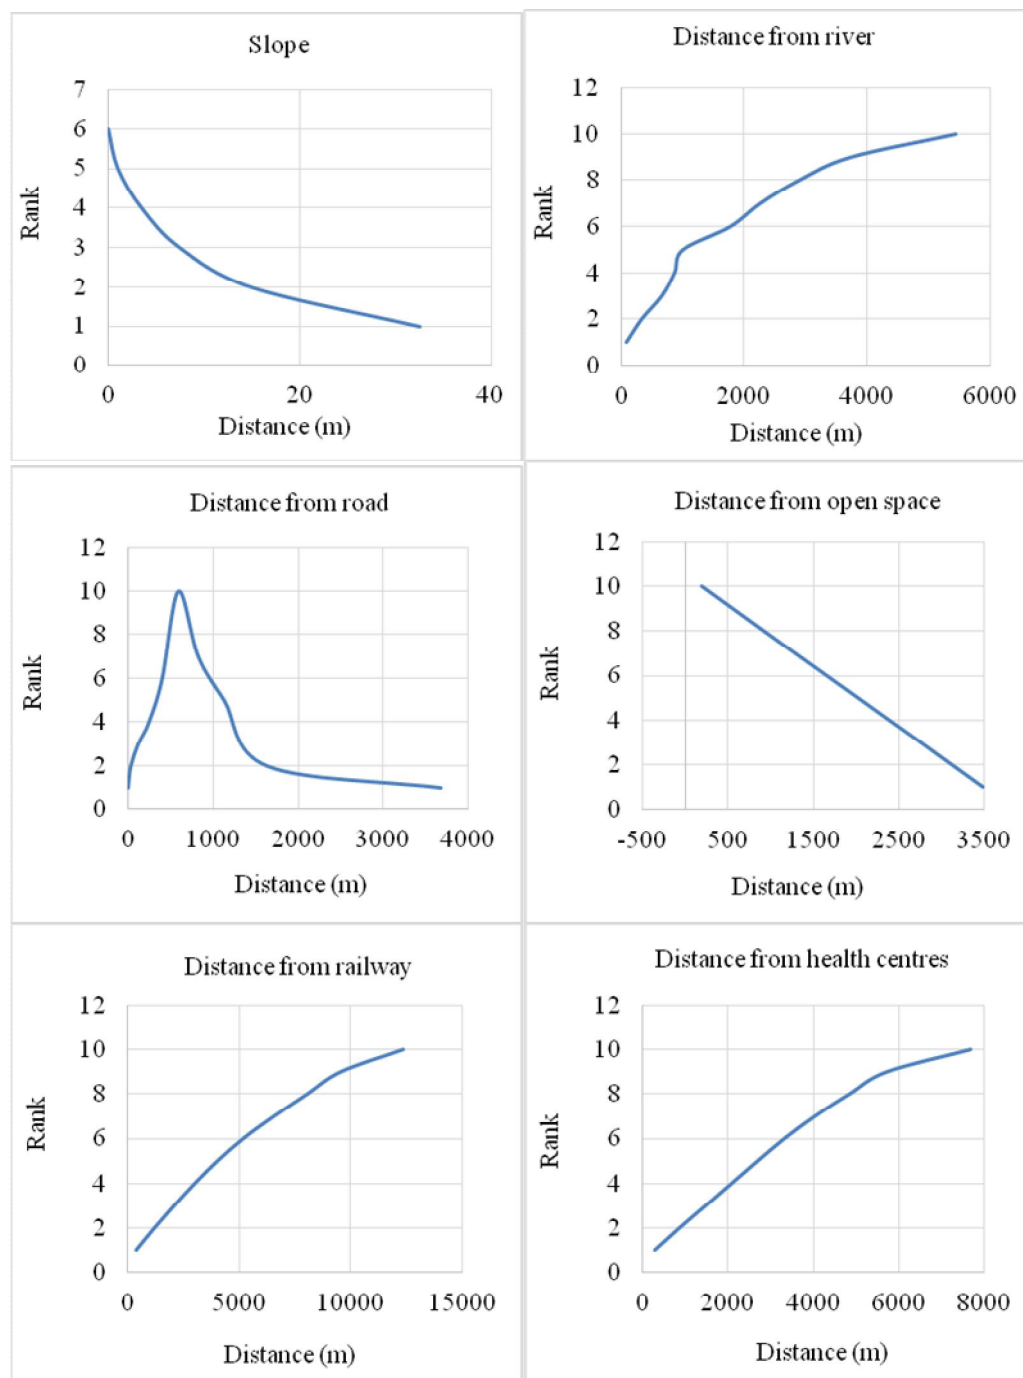 Slope
7
6
5
4
3
2
1
0
Rank
0 20 40
Distance (m)
Distance from river
12
10
8
6
4
2
0
Rank
0 2000 4000 6000
Distance (m)
Distance from road
12
10
8
6
4
2
0
Rank
0 1000 2000 3000 4000
Distance (m)
Distance from open space
12
10
8
6
4
2
0
Rank
-500 500 1500 2500 3500
Distance (m)
Distance from railway
12
10
8
6
4
2
0
Rank
0 5000 10000 15000
Distance (m)
Distance from health centres
12
10
8
6
4
2
0
Rank
0 2000 4000 6000 8000
Distance (m)